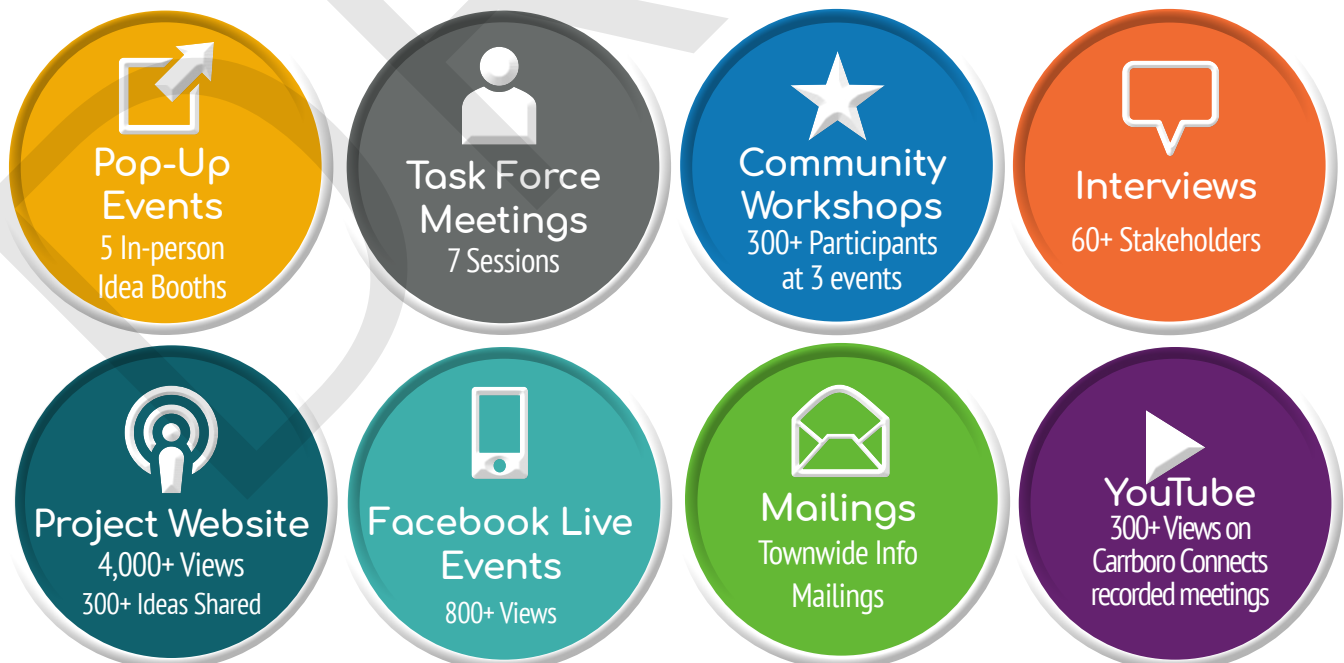 Pop-Up
Events
5 In-person
Idea Booths
Task Force
Meetings
7 Sessions
Community
Workshops
300+ Participants
at 3 events
Interviews
60+ Stakeholders
Project Website
4,000+ Views
300+ Ideas Shared
Facebook Live
Events
800+ Views
Mailings
Townwide Info
Mailings
YouTube
300+ Views on
Carrboro Connects
recorded meetings